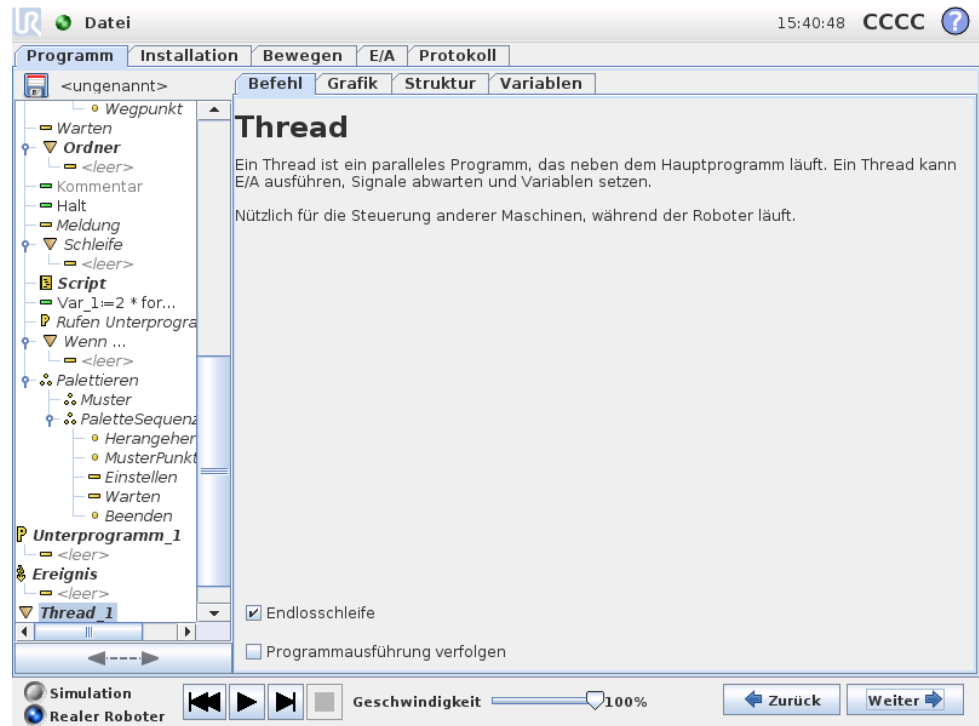 UR Datei 15:40:48 CCCC ?
Programm Installation Bewegen E/A Protokoll
<ungenannt>
Befehl Grafik Struktur Variablen
Wegpunkt
Warten
Ordner
<leer>
Kommentar
Halt
Meldung
Schleife
<leer>
Script
Var_1:=2 * for...
Rufen Unterprogra
Wenn ...
<leer>
Palettieren
Muster
PaletteSequenz
Herangehen
MusterPunkt
Einstellen
Warten
Beenden
P Unterprogramm_1
<leer>
Ereignis
<leer>
Thread_1
Thread
Ein Thread ist ein paralleles Programm, das neben dem Hauptprogramm läuft. Ein Thread kann
E/A ausführen, Signale abwarten und Variablen setzen.
Nützlich für die Steuerung anderer Maschinen, während der Roboter läuft.
Endlosschleife
Programmausführung verfolgen
Simulation
Realer Roboter
Geschwindigkeit 100%
Zurück Weiter